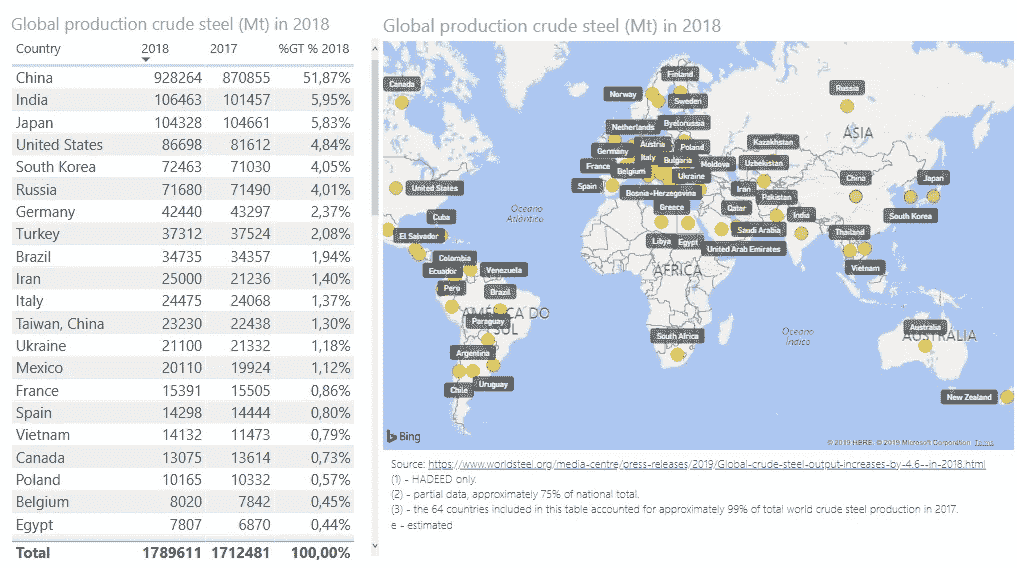 Global production crude steel (Mt) in 2018
Country 2018 2017 %GT % 2018
China 928264 870855 51,87%
India 106463 101457 5,95%
Japan 104328 104661 5,83%
United States 86698 81612 4,84%
South Korea 72463 71030 4,05%
Russia 71680 71490 4,01%
Germany 42440 43297 2,37%
Turkey 37312 37524 2,08%
Brazil 34735 34357 1,94%
Iran 25000 21236 1,40%
Italy 24475 24068 1,37%
Taiwan, China 23230 22438 1,30%
Ukraine 21100 21332 1,18%
Mexico 20110 19924 1,12%
France 15391 15505 0,86%
Spain 14298 14444 0,80%
Vietnam 14132 11473 0,79%
Canada 13075 13614 0,73%
Poland 10165 10332 0,57%
Belgium 8020 7842 0,45%
Egypt 7807 6870 0,44%
Total 1789611 1712481 100,00%
Global production crude steel (Mt) in 2018
Finland
Canada
Russia
Norway
Sweden
Netherlands
Byelorussia
ASIA
Austria
Poland
Kazakhstan
Germany
Italy
Bulgaria
Moldova
Uzbekistan
France
Belgium
Ukraine
China
Japan
Spain
Bosnia-Herzegovina
Iran
Pakistan
United States
Greece
Qatar
India
South Korea
Oceano
Atlântico
Cuba
El Salvador
Saudi Arabia
Thailand
Libya
Egypt
United Arab Emirates
Colombia
Ecuador
Venezuela
Vietnam
ÁFRICA
Peru
Brazil
AMÉRICA DO
SUL
Paraguay
Oceano
Índico
South Africa
Australia
AUSTRÁLIA
Argentina
Chile
Uruguay
New Zealand
Bing
© 2019 HERE, © 2019 Microsoft Corporation Terms
Source: https://www.worldsteel.org/media-centre/press-releases/2019/Global-crude-steel-output-increases-by-4.6--in-2018.html
(1) - HADEED only.
(2) - partial data, approximately 75% of national total.
(3) - the 64 countries included in this table accounted for approximately 99% of total world crude steel production in 2017.
e - estimated